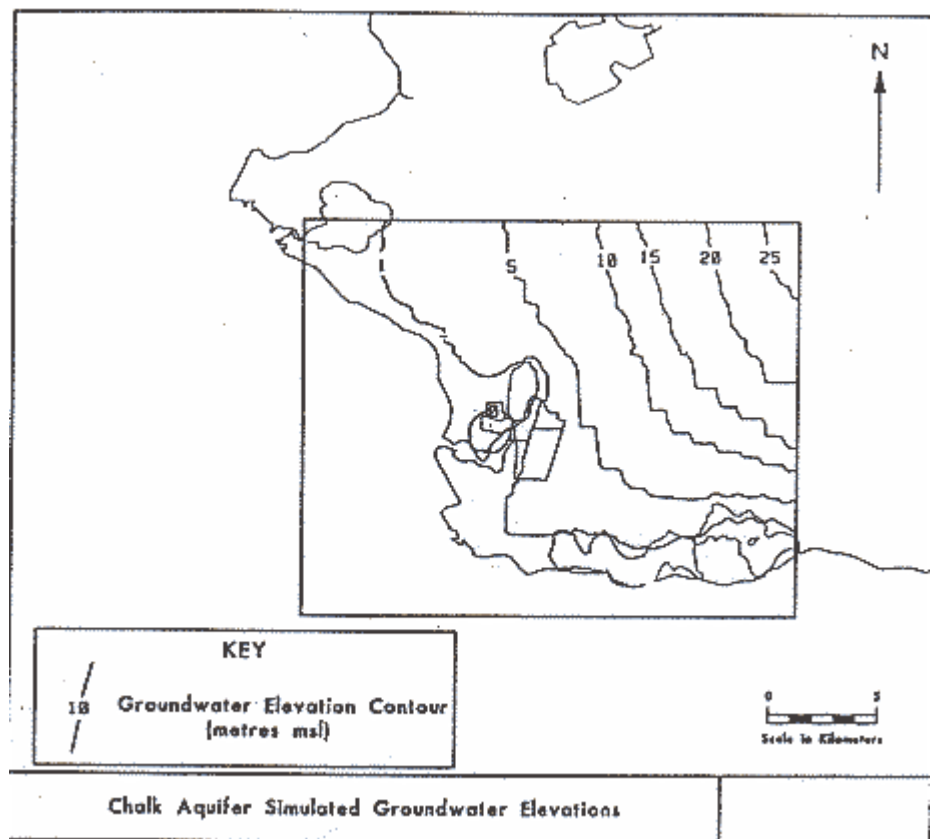 N
5 10 15 20 25
0
KEY
10 Groundwater Elevation Contour
(metres msl)
0 5
Scale in Kilometers
Chalk Aquifer Simulated Groundwater Elevations